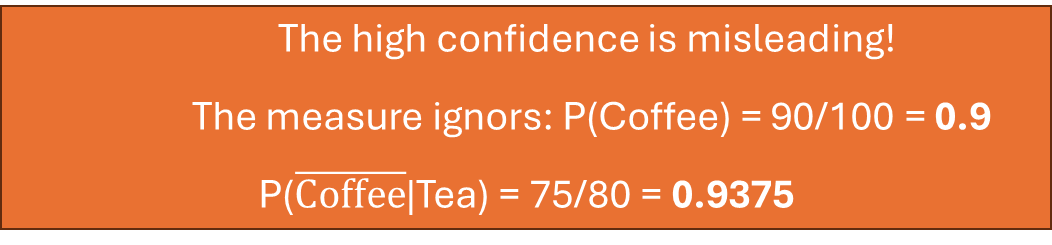 The high confidence is misleading!
The measure ignors: P(Coffee) = 90/100 = 0.9
P(C̅o̅f̅f̅e̅e̅|Tea) = 75/80 = 0.9375